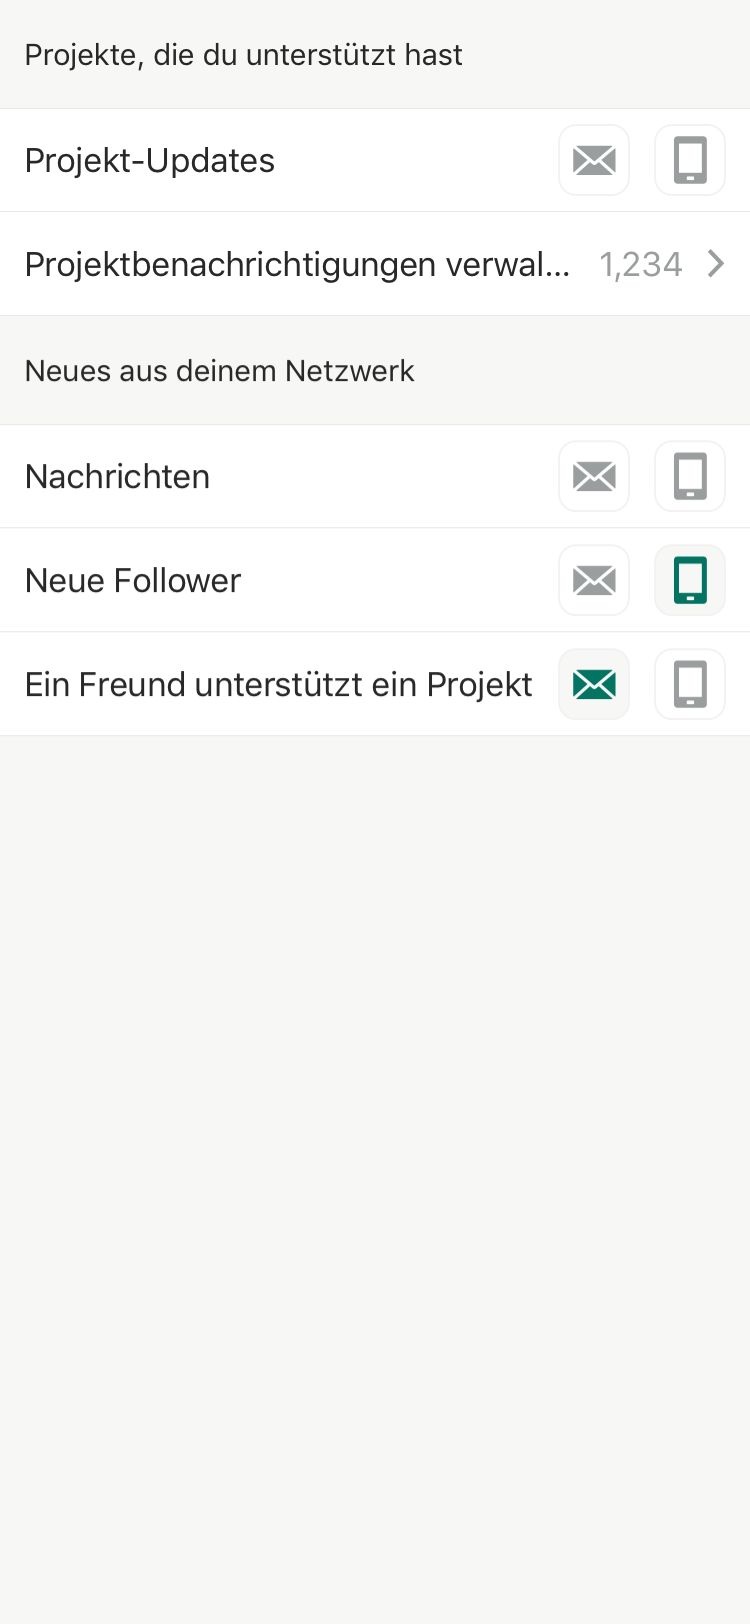 Projekte, die du unterstützt hast
Projekt-Updates
Projektbenachrichtigungen verwal... 1,234
Neues aus deinem Netzwerk
Nachrichten
Neue Follower
Ein Freund unterstützt ein Projekt